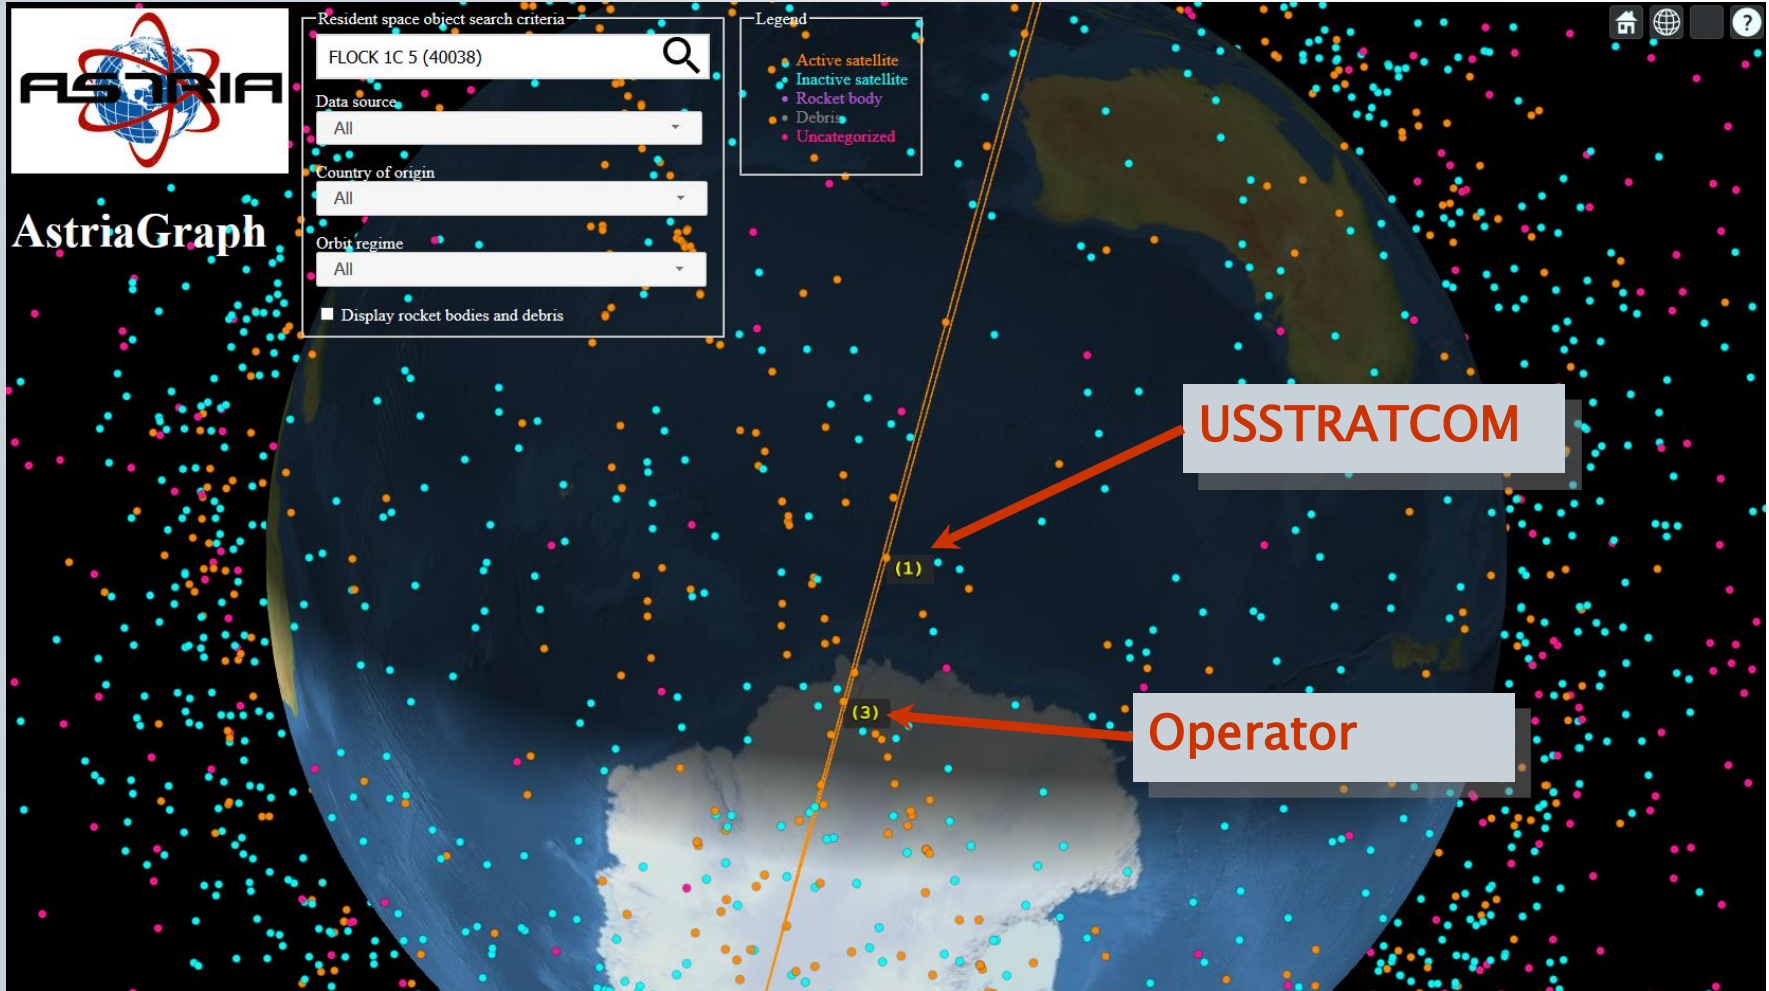 ASTRIA
AstriaGraph
Resident space object search criteria
FLOCK 1C 5 (40038)
Data source
All
Country of origin
All
Orbit regime
All
Display rocket bodies and debris
Legend
Active satellite
Inactive satellite
Rocket body
Debris
Uncategorized
?
USSTRATCOM
(1)
(3)
Operator